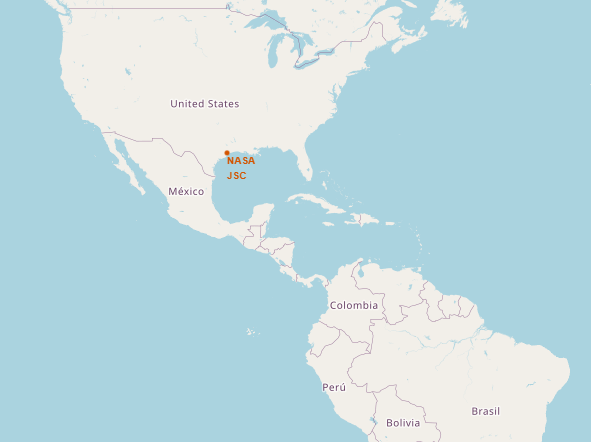 United States
NASA
JSC
México
Colombia
Perú
Brasil
Bolivia